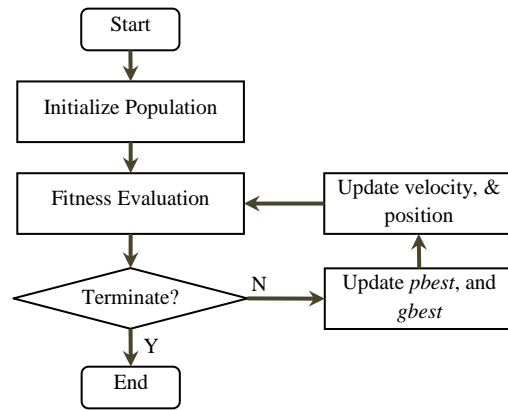 Start
Initialize Population
Fitness Evaluation
Update velocity, &
position
Terminate?
N
Update pbest, and
gbest
Y
End